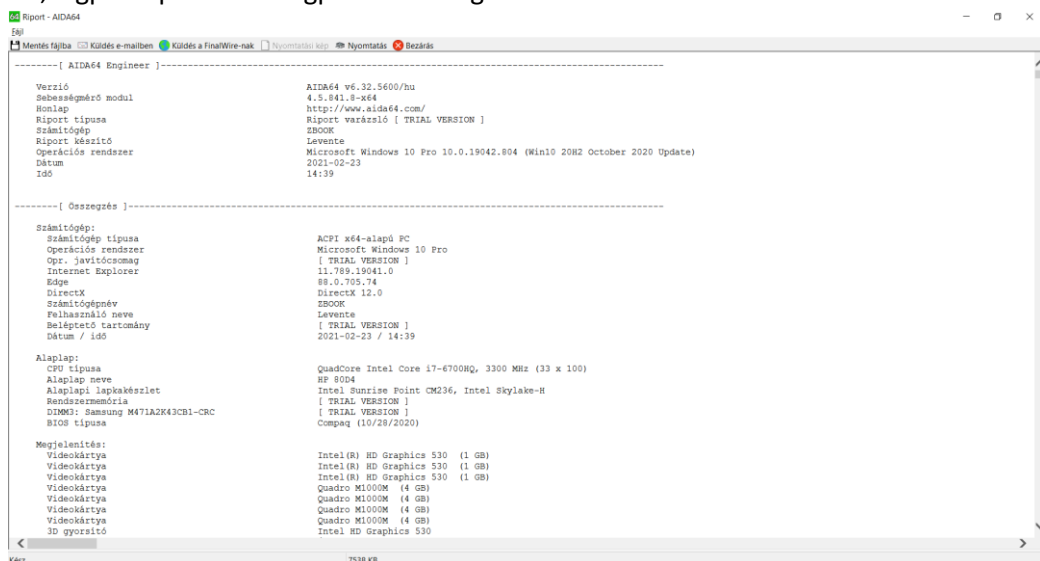 Riport - AIDA64
Fájl
Mentés fájlba Küldés e-mailben Küldés a FinalWire-nak Nyomtatási kép Nyomtatás Bezárás
--------[ AIDA64 Engineer ]---------------------------------------------------------------------------------------------
Verzió AIDA64 v6.32.5600/hu
Sebességmérő modul 4.5.841.8-x64
Honlap http://www.aida64.com/
Riport típusa Riport varázsló [ TRIAL VERSION ]
Számítógép ZBOOK
Riport készítő Levente
Operációs rendszer Microsoft Windows 10 Pro 10.0.19042.804 (Win10 20H2 October 2020 Update)
Dátum 2021-02-23
Idő 14:39
--------[ Összegzés ]---------------------------------------------------------------------------------------------------
Számítógép:
Számítógép típusa ACPI x64-alapú PC
Operációs rendszer Microsoft Windows 10 Pro
Opr. javítócsomag [ TRIAL VERSION ]
Internet Explorer 11.789.19041.0
Edge 88.0.705.74
DirectX DirectX 12.0
Számítógépnév ZBOOK
Felhasználó neve Levente
Beléptető tartomány [ TRIAL VERSION ]
Dátum / idő 2021-02-23 / 14:39
Alaplap:
CPU típusa QuadCore Intel Core i7-6700HQ, 3300 MHz (33 x 100)
Alaplap neve HP 80D4
Alaplapi lapkakészlet Intel Sunrise Point CM236, Intel Skylake-H
Rendszermemória [ TRIAL VERSION ]
DIMM3: Samsung M471A2K43CB1-CRC [ TRIAL VERSION ]
BIOS típusa Compaq (10/28/2020)
Megjelenítés:
Videokártya Intel(R) HD Graphics 530 (1 GB)
Videokártya Intel(R) HD Graphics 530 (1 GB)
Videokártya Intel(R) HD Graphics 530 (1 GB)
Videokártya Quadro M1000M (4 GB)
Videokártya Quadro M1000M (4 GB)
Videokártya Quadro M1000M (4 GB)
Videokártya Quadro M1000M (4 GB)
3D gyorsító Intel HD Graphics 530
Kész 7538 KB